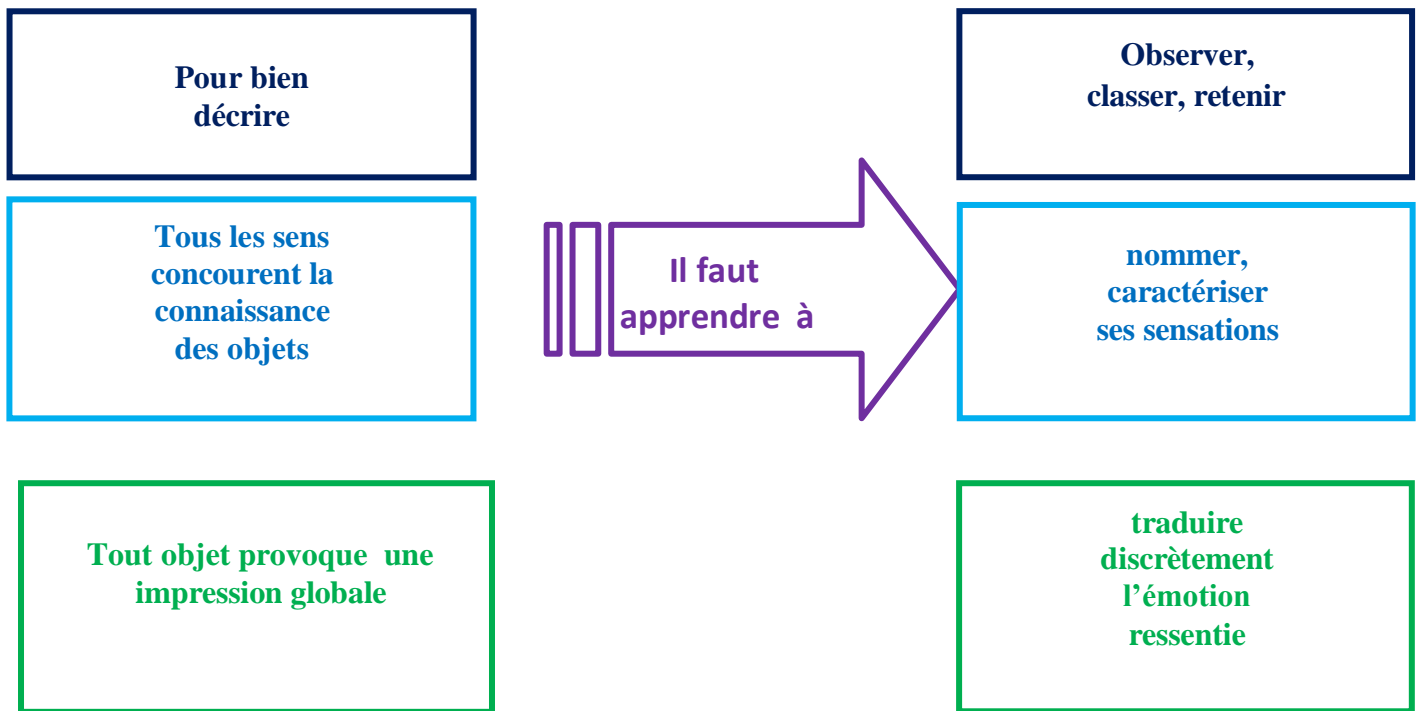 Pour bien
décrire
Observer,
classer, retenir
Tous les sens
concourent la
connaissance
des objets
Il faut
apprendre à
nommer,
caractériser
ses sensations
Tout objet provoque une
impression globale
traduire
discrètement
l’émotion
ressentie